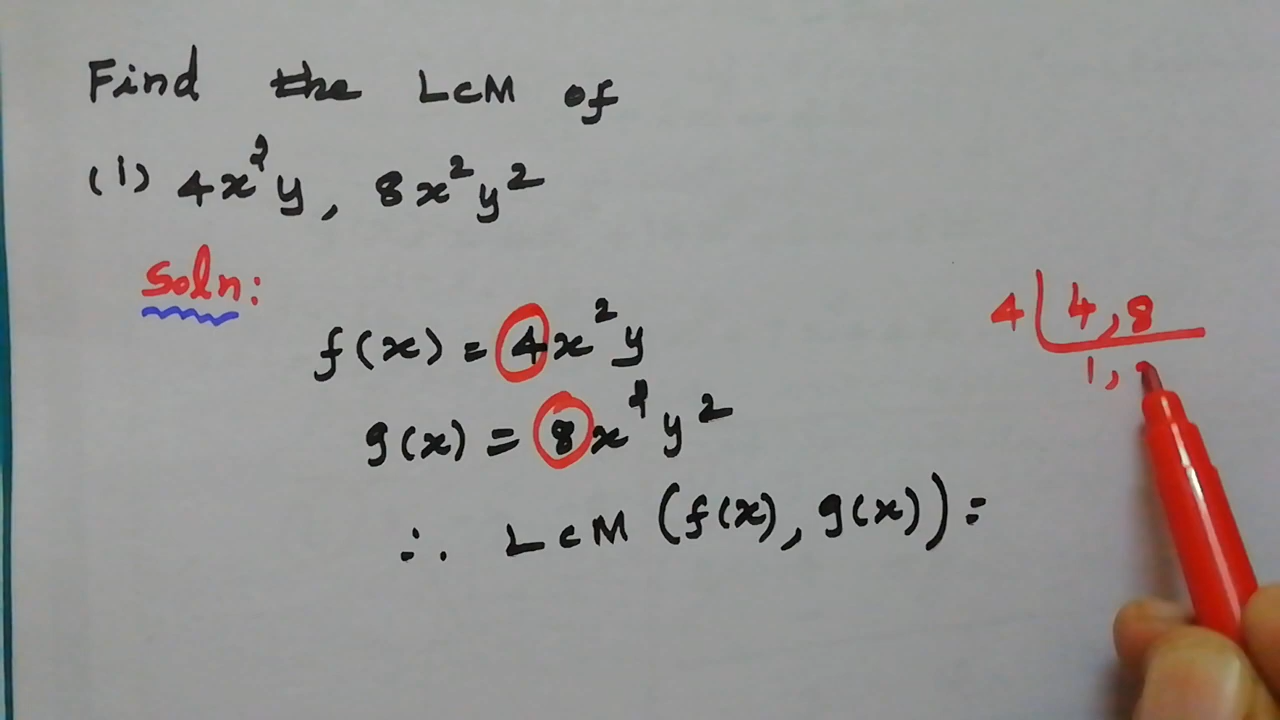 Find the LCM of
(1) 4x²y, 8x²y²
Soln:
f(x) = 4x²y
g(x) = 8x²y²
∴ LCM (f(x), g(x)) =
4 4, 8
1,